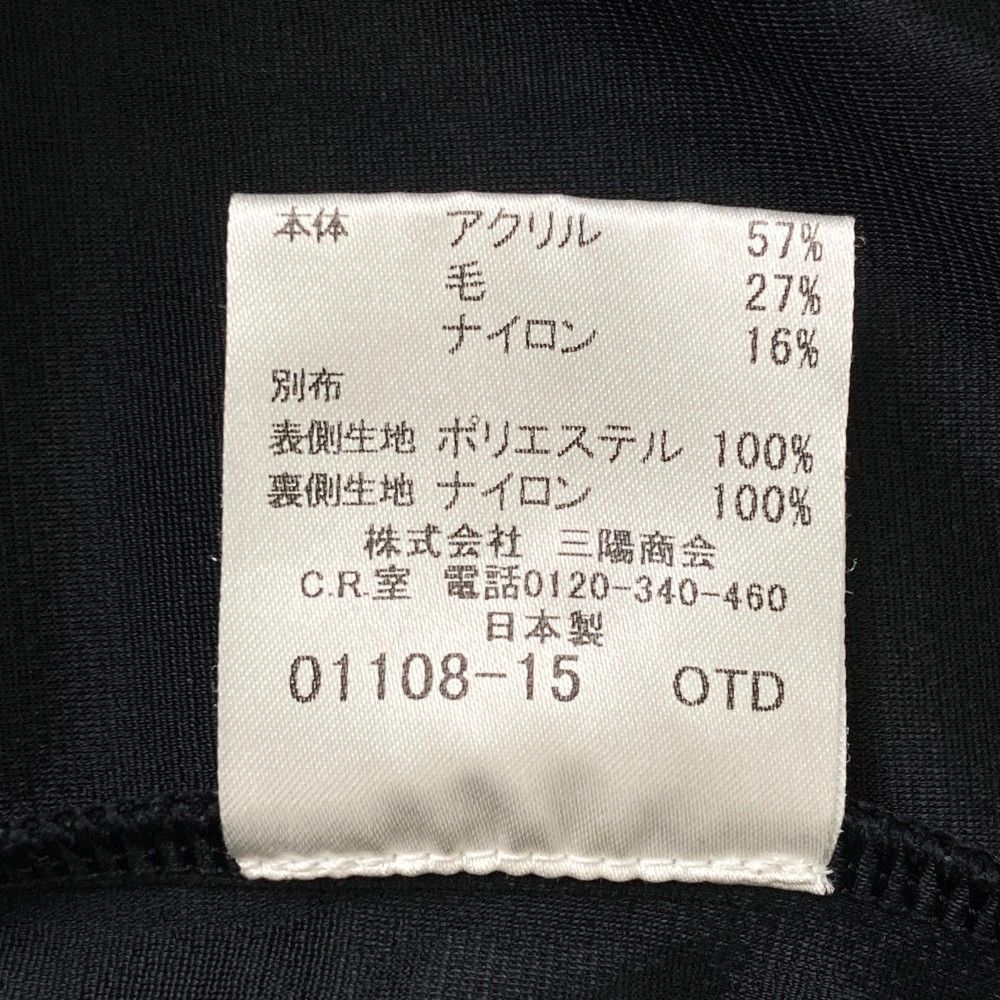 本体 アクリル 57%
毛 27%
ナイロン 16%
別布
表側生地 ポリエステル 100%
裏側生地 ナイロン 100%
株式会社 三陽商会
C.R.室 電話0120-340-460
日本製
01108-15 OTD